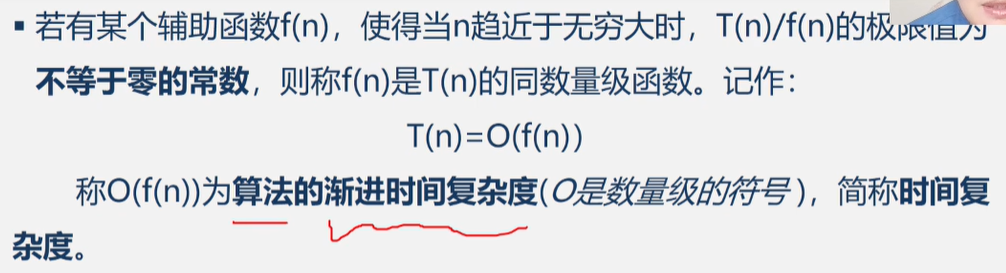 ▪ 若有某个辅助函数f(n)，使得当n趋近于无穷大时，T(n)/f(n)的极限值为
不等于零的常数，则称f(n)是T(n)的同数量级函数。记作：
T(n)=O(f(n))
称O(f(n))为算法的渐进时间复杂度(O是数量级的符号 )，简称时间复
杂度。